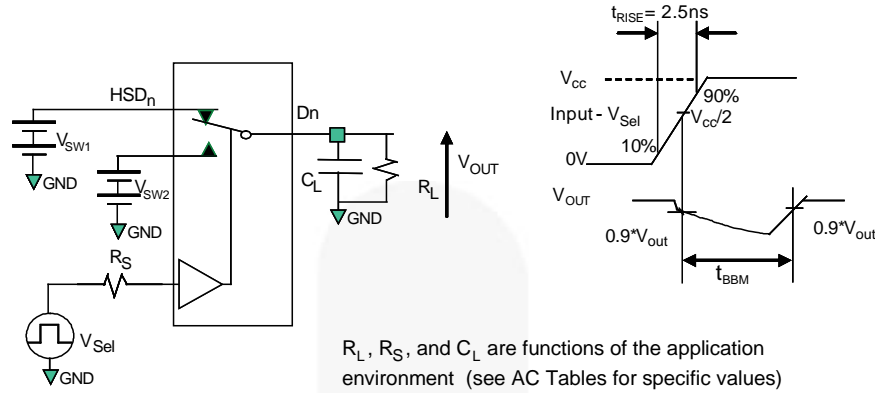 tRISE= 2.5ns
HSDn
Dn
VSW1
GND
VSW2
GND
CL
RL
VOUT
GND
RS
VSel
GND
Vcc
90%
Input - VSel
Vcc/2
10%
0V
VOUT
0.9*Vout
0.9*Vout
tBBM
RL, RS, and CL are functions of the application
environment (see AC Tables for specific values)